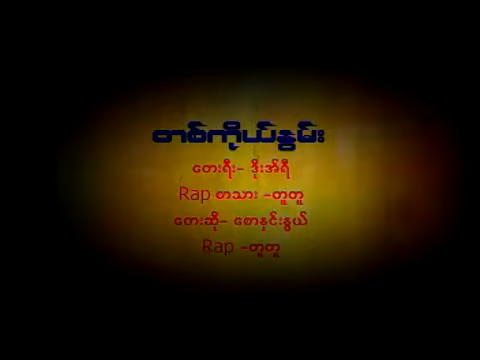 တစ်ကိုယ်နွမ်း
တေးရီး- ဒိုးအ်ရီ
Rap စာသား -တူတူ
တေးဆို- စောနှင်းနွယ်
Rap -တူတူ